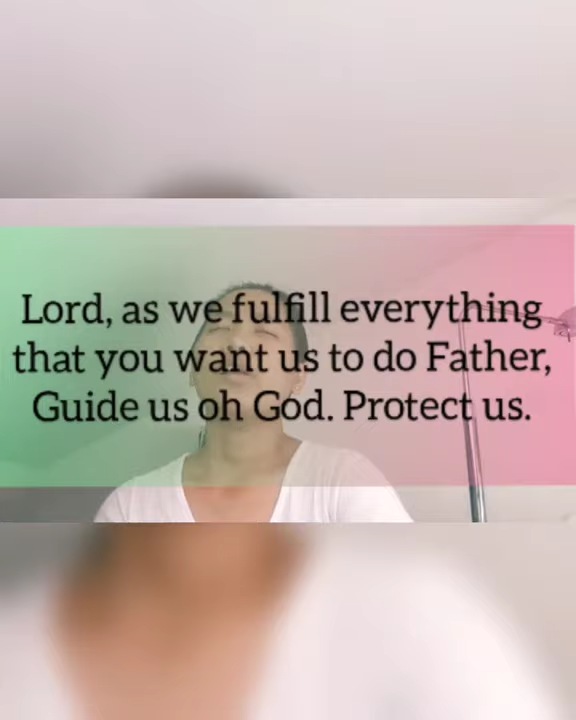 Lord, as we fulfill everything
that you want us to do Father,
Guide us oh God. Protect us.